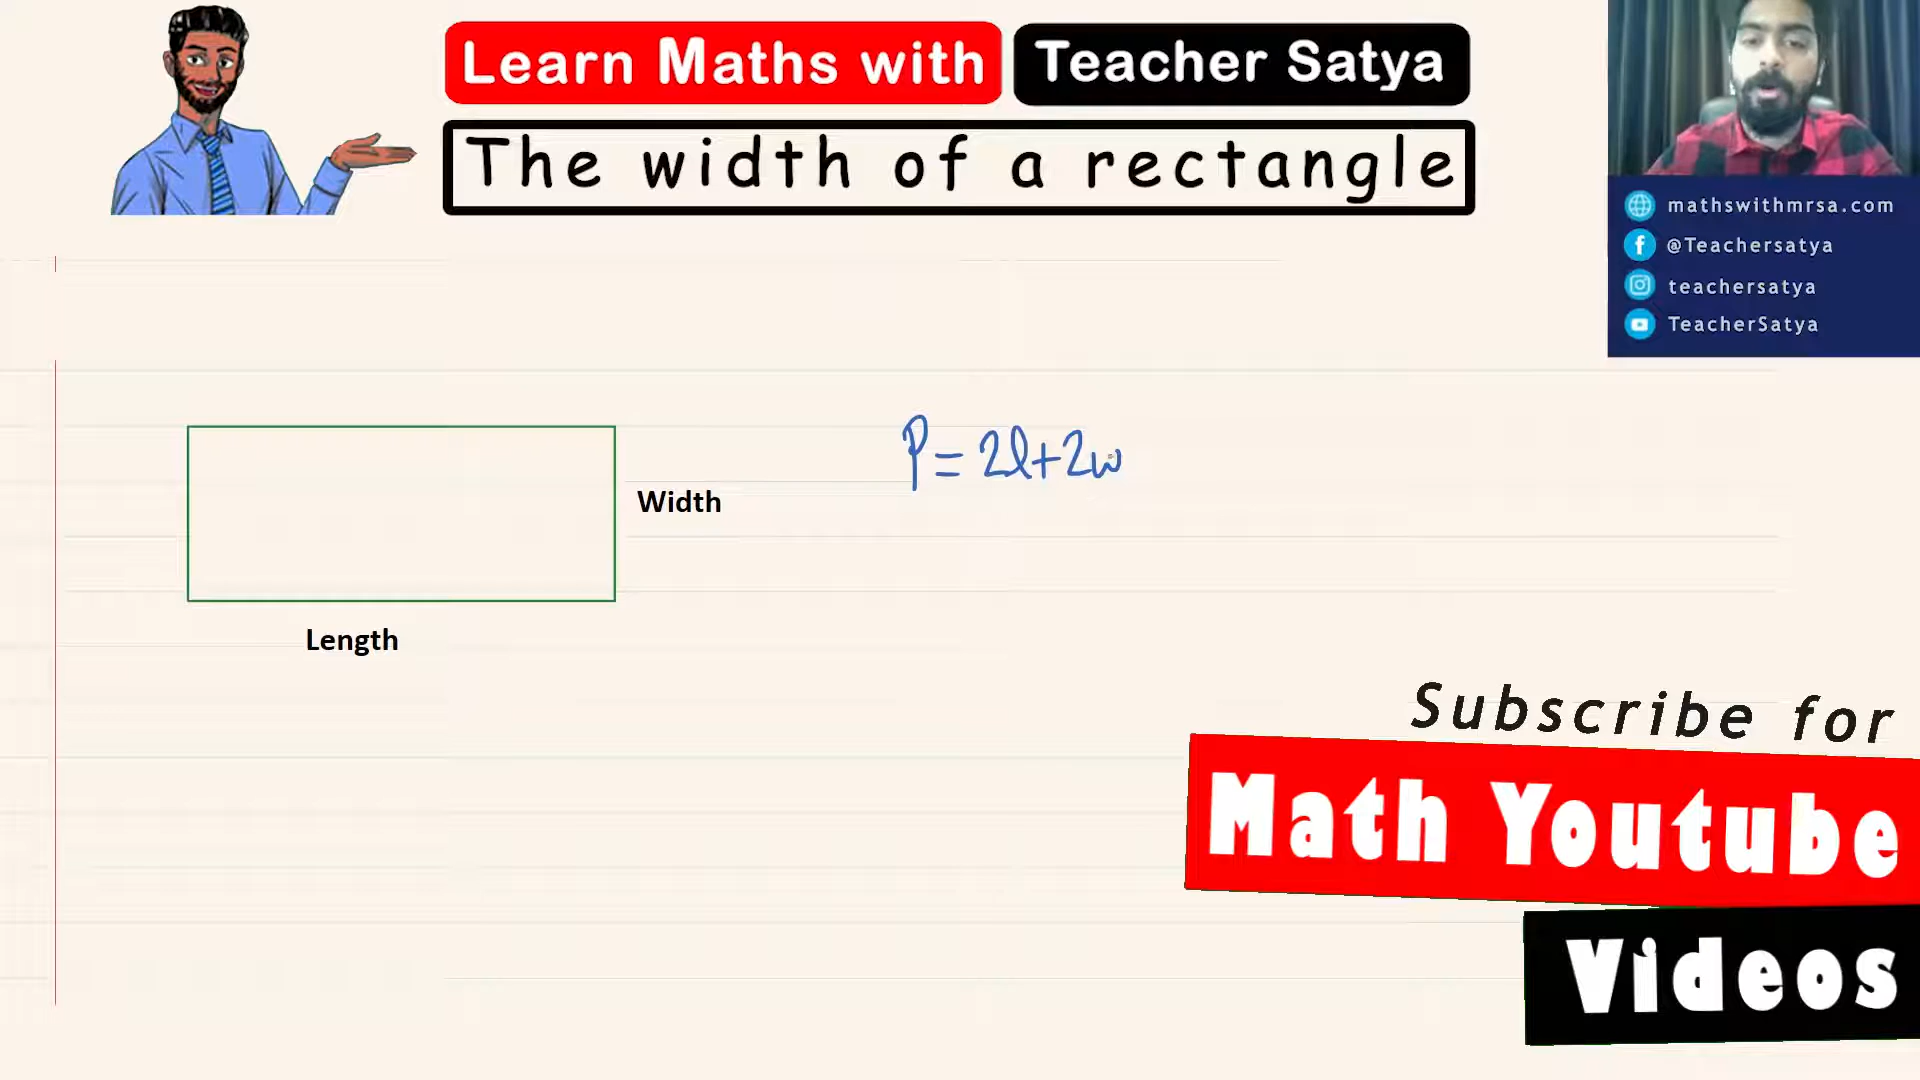 Learn Maths with Teacher Satya
The width of a rectangle
mathswithmrsa.com
@Teachersatya
teachersatya
TeacherSatya
P = 2l + 2w
Width
Length
Subscribe for
Math Youtube
Videos